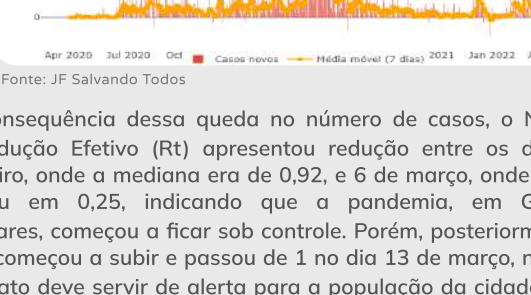 0
Apr 2020 Jul 2020 Oct Casos novos Média móvel (7 dias) 2021 Jan 2022
Fonte: JF Salvando Todos
onsequência dessa queda no número de casos, o
dução Efetivo (Rt) apresentou redução entre os
iro, onde a mediana era de 0,92, e 6 de março, onde
u em 0,25, indicando que a pandemia, em G
ares, começou a ficar sob controle. Porém, posteriorm
começou a subir e passou de 1 no dia 13 de março, n
ato deve servir de alerta para a população da cidad